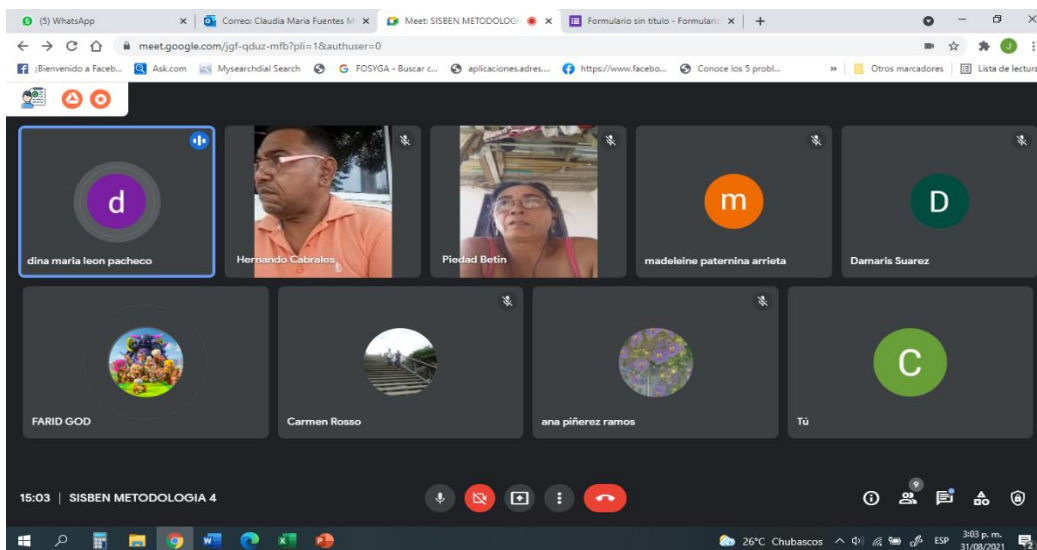 (5) WhatsApp
Correo: Claudia Maria Fuentes M
Meet: SISBEN METODOLOGI
Formulario sin título - Formulario
meet.google.com/jgf-qduz-mfb?pli=1&authuser=0
¡Bienvenido a Faceb...
Ask.com
Mysearchdial Search
FOSYGA - Buscar c...
aplicaciones.adres....
https://www.facebo...
Conoce los 5 probl...
»
Otros marcadores
Lista de lectura
d
dina maria leon pacheco
Hernando Cabrales
Piedad Betin
m
madeleine paternina arrieta
D
Damaris Suarez
FARID GOD
Carmen Rosso
ana piñerez ramos
C
Tú
15:03 | SISBEN METODOLOGIA 4
9
26°C Chubascos
ESP
3:03 p. m.
31/08/2021
2